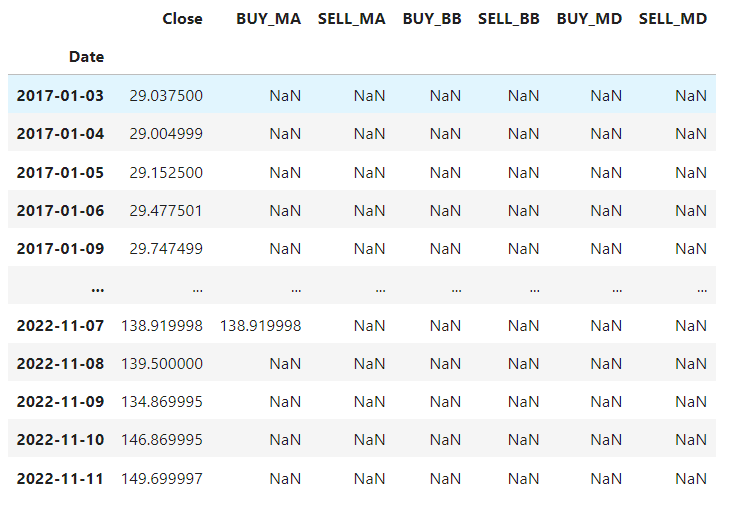 Close BUY_MA SELL_MA BUY_BB SELL_BB BUY_MD SELL_MD
Date
2017-01-03 29.037500 NaN NaN NaN NaN NaN NaN
2017-01-04 29.004999 NaN NaN NaN NaN NaN NaN
2017-01-05 29.152500 NaN NaN NaN NaN NaN NaN
2017-01-06 29.477501 NaN NaN NaN NaN NaN NaN
2017-01-09 29.747499 NaN NaN NaN NaN NaN NaN
... ... ... ... ... ... ... ...
2022-11-07 138.919998 138.919998 NaN NaN NaN NaN NaN
2022-11-08 139.500000 NaN NaN NaN NaN NaN NaN
2022-11-09 134.869995 NaN NaN NaN NaN NaN NaN
2022-11-10 146.869995 NaN NaN NaN NaN NaN NaN
2022-11-11 149.699997 NaN NaN NaN NaN NaN NaN